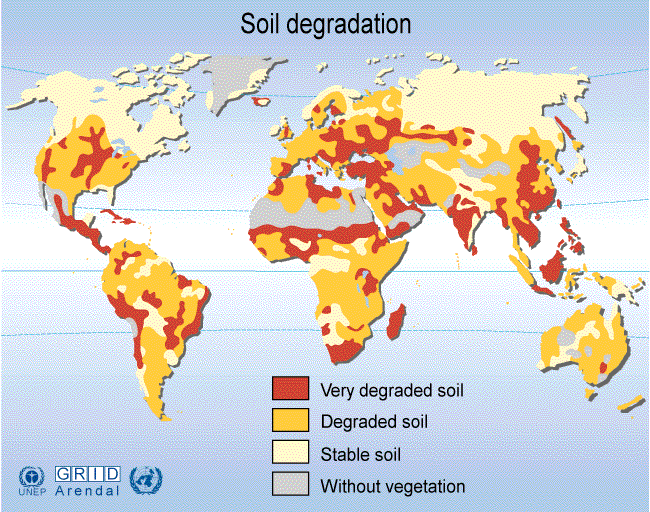 Soil degradation
Very degraded soil
Degraded soil
Stable soil
Without vegetation
UNEP
GRID
Arendal